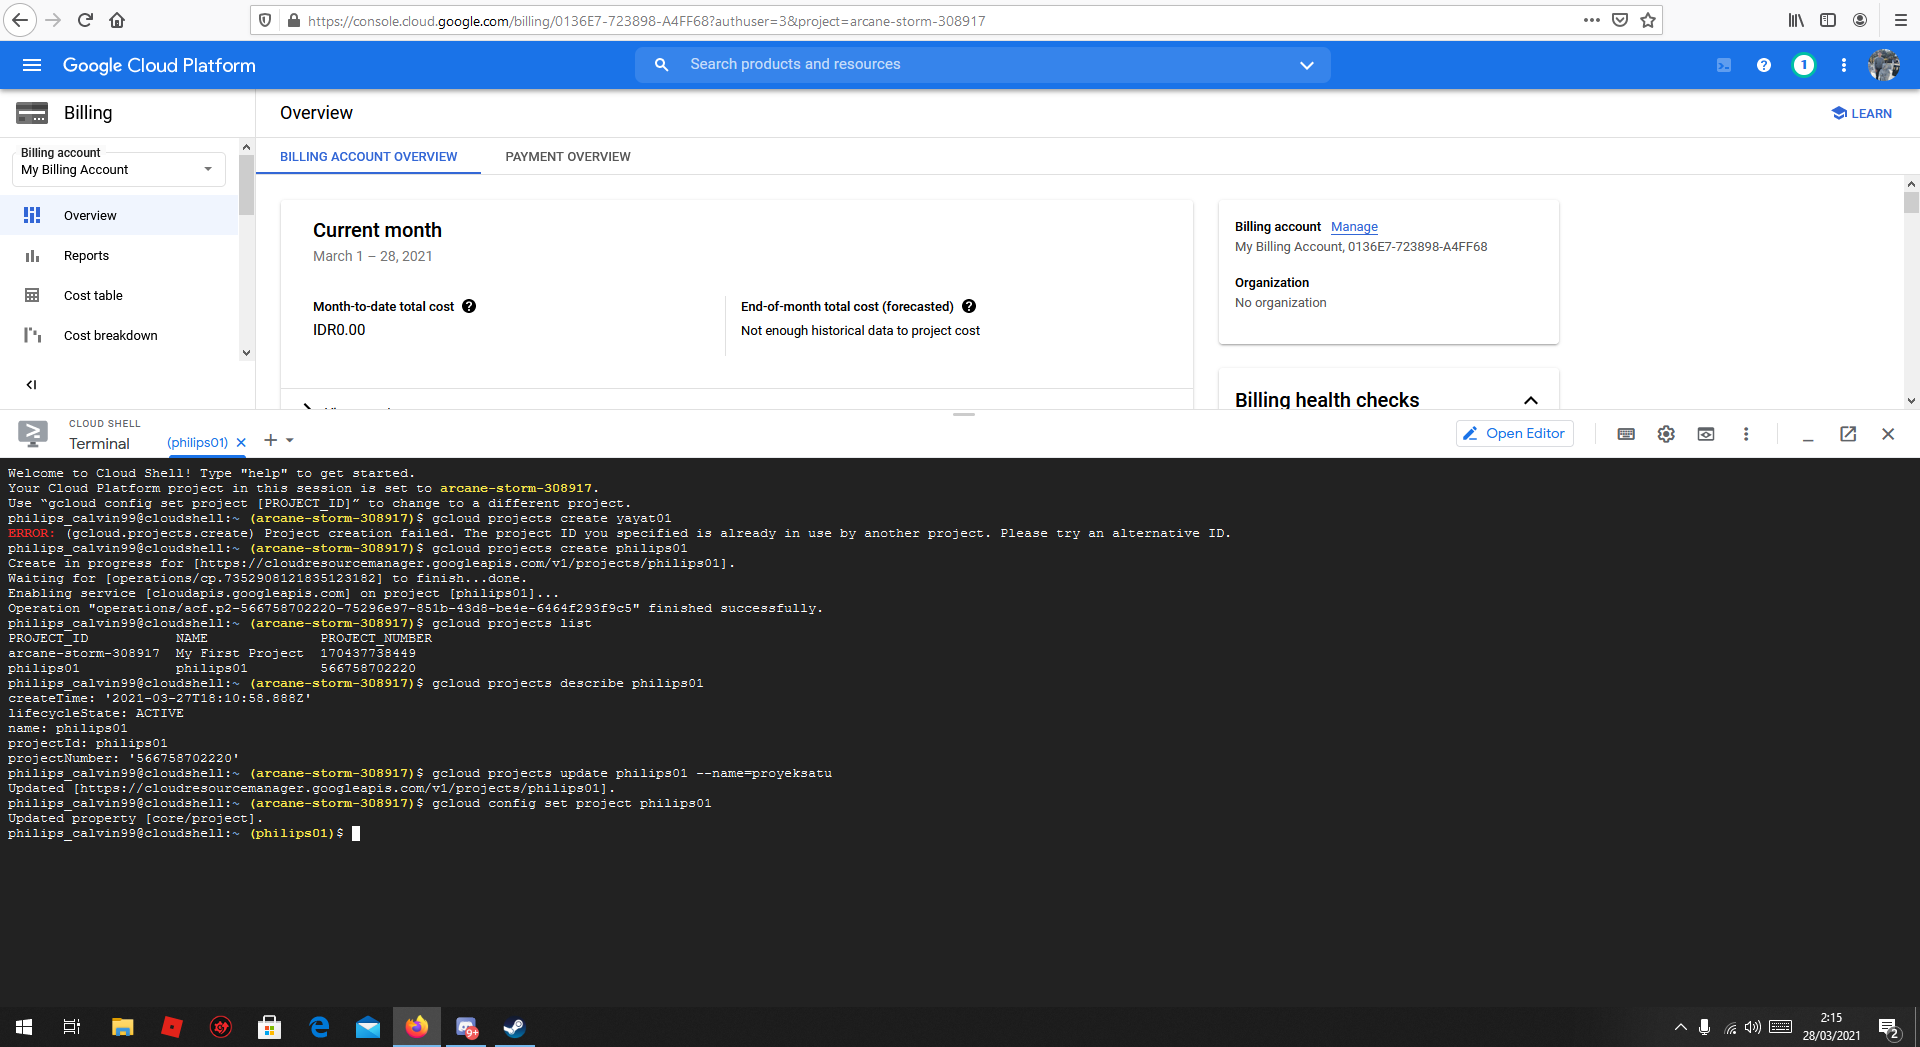 https://console.cloud.google.com/billing/0136E7-723898-A4FF68?authuser=3&project=arcane-storm-308917
Google Cloud Platform
Search products and resources
1
Billing
Overview
LEARN
Billing account
My Billing Account
BILLING ACCOUNT OVERVIEW
PAYMENT OVERVIEW
Overview
Reports
Cost table
Cost breakdown
Current month
March 1 – 28, 2021
Month-to-date total cost
IDR0.00
End-of-month total cost (forecasted)
Not enough historical data to project cost
Billing account Manage
My Billing Account, 0136E7-723898-A4FF68
Organization
No organization
Billing health checks
CLOUD SHELL
Terminal
(philips01)
Open Editor
Welcome to Cloud Shell! Type "help" to get started.
Your Cloud Platform project in this session is set to arcane-storm-308917.
Use “gcloud config set project [PROJECT_ID]” to change to a different project.
philips_calvin99@cloudshell:~ (arcane-storm-308917)$ gcloud projects create yayat01
ERROR: (gcloud.projects.create) Project creation failed. The project ID you specified is already in use by another project. Please try an alternative ID.
philips_calvin99@cloudshell:~ (arcane-storm-308917)$ gcloud projects create philips01
Create in progress for [https://cloudresourcemanager.googleapis.com/v1/projects/philips01].
Waiting for [operations/cp.7352908121835123182] to finish...done.
Enabling service [cloudapis.googleapis.com] on project [philips01]...
Operation "operations/acf.p2-566758702220-75296e97-851b-43d8-be4e-6464f293f9c5" finished successfully.
philips_calvin99@cloudshell:~ (arcane-storm-308917)$ gcloud projects list
PROJECT_ID NAME PROJECT_NUMBER
arcane-storm-308917 My First Project 170437738449
philips01 philips01 566758702220
philips_calvin99@cloudshell:~ (arcane-storm-308917)$ gcloud projects describe philips01
createTime: '2021-03-27T18:10:58.888Z'
lifecycleState: ACTIVE
name: philips01
projectId: philips01
projectNumber: '566758702220'
philips_calvin99@cloudshell:~ (arcane-storm-308917)$ gcloud projects update philips01 --name=proyeksatu
Updated [https://cloudresourcemanager.googleapis.com/v1/projects/philips01].
philips_calvin99@cloudshell:~ (arcane-storm-308917)$ gcloud config set project philips01
Updated property [core/project].
philips_calvin99@cloudshell:~ (philips01)$
9+
2:15
28/03/2021
2